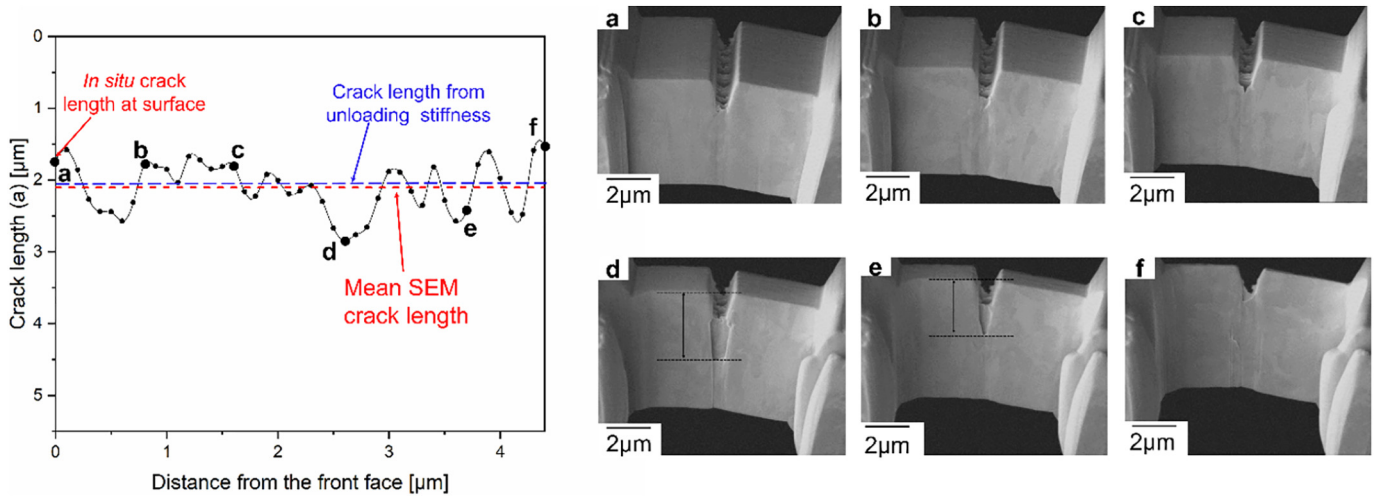 0
1
2
3
4
5
Crack length (a) [μm]
In situ crack
length at surface
Crack length from
unloading stiffness
a
b
c
d
e
f
Mean SEM
crack length
0
1
2
3
4
Distance from the front face [μm]
a
2μm
b
2μm
c
2μm
d
2μm
e
2μm
f
2μm